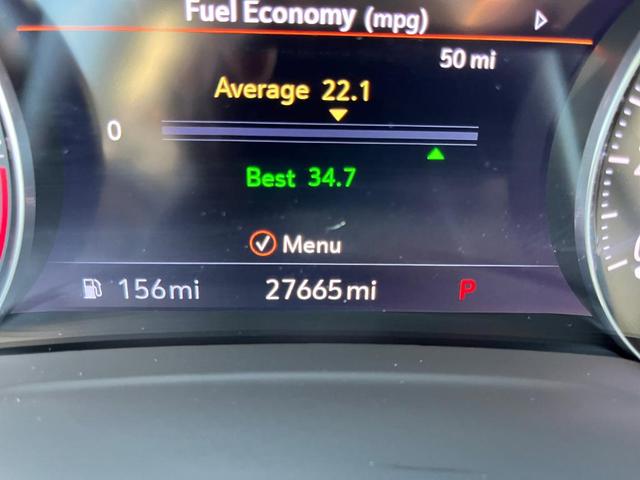 Fuel Economy (mpg)
50 mi
Average 22.1
0
Best 34.7
Menu
156mi 27665mi P